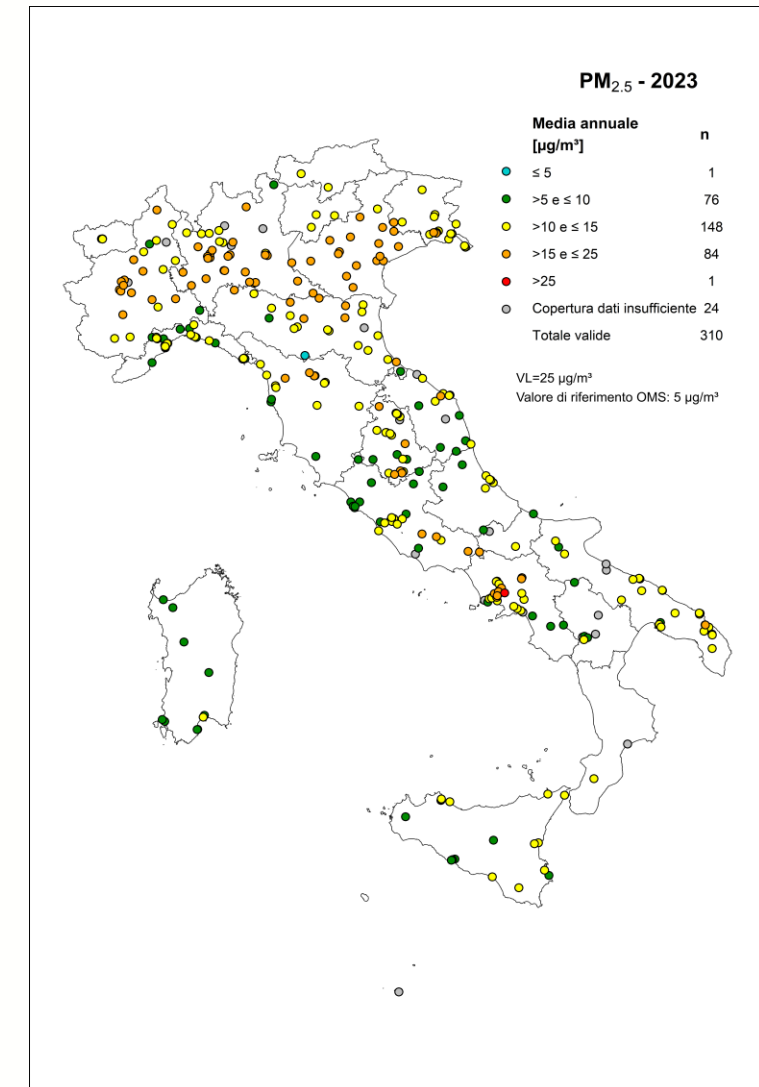 PM2.5 - 2023
Media annuale
[µg/m³] n
≤ 5 1
>5 e ≤ 10 76
>10 e ≤ 15 148
>15 e ≤ 25 84
>25 1
Copertura dati insufficiente 24
Totale valide 310
VL=25 µg/m³
Valore di riferimento OMS: 5 µg/m³